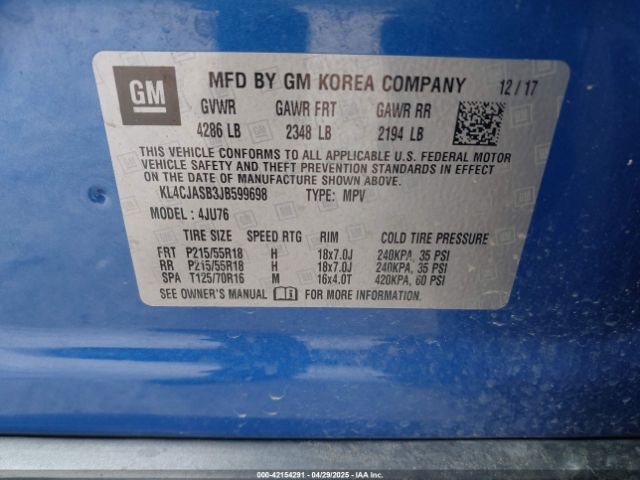 GM
MFD BY GM KOREA COMPANY 12/17
GVWR GAWR FRT GAWR RR
4286 LB 2348 LB 2194 LB
THIS VEHICLE CONFORMS TO ALL APPLICABLE U.S. FEDERAL MOTOR
VEHICLE SAFETY AND THEFT PREVENTION STANDARDS IN EFFECT
ON THE DATE OF MANUFACTURE SHOWN ABOVE.
KL4CJASB3JB599698 TYPE: MPV
MODEL: 4JU76
TIRE SIZE SPEED RTG RIM COLD TIRE PRESSURE
FRT P215/55R18 H 18x7.0J 240KPA, 35 PSI
RR P215/55R18 H 18x7.0J 240KPA, 35 PSI
SPA T125/70R16 M 16x4.0T 420KPA, 60 PSI
SEE OWNER'S MANUAL i FOR MORE INFORMATION.
000-42154291 04/29/2025 IAAI.COM